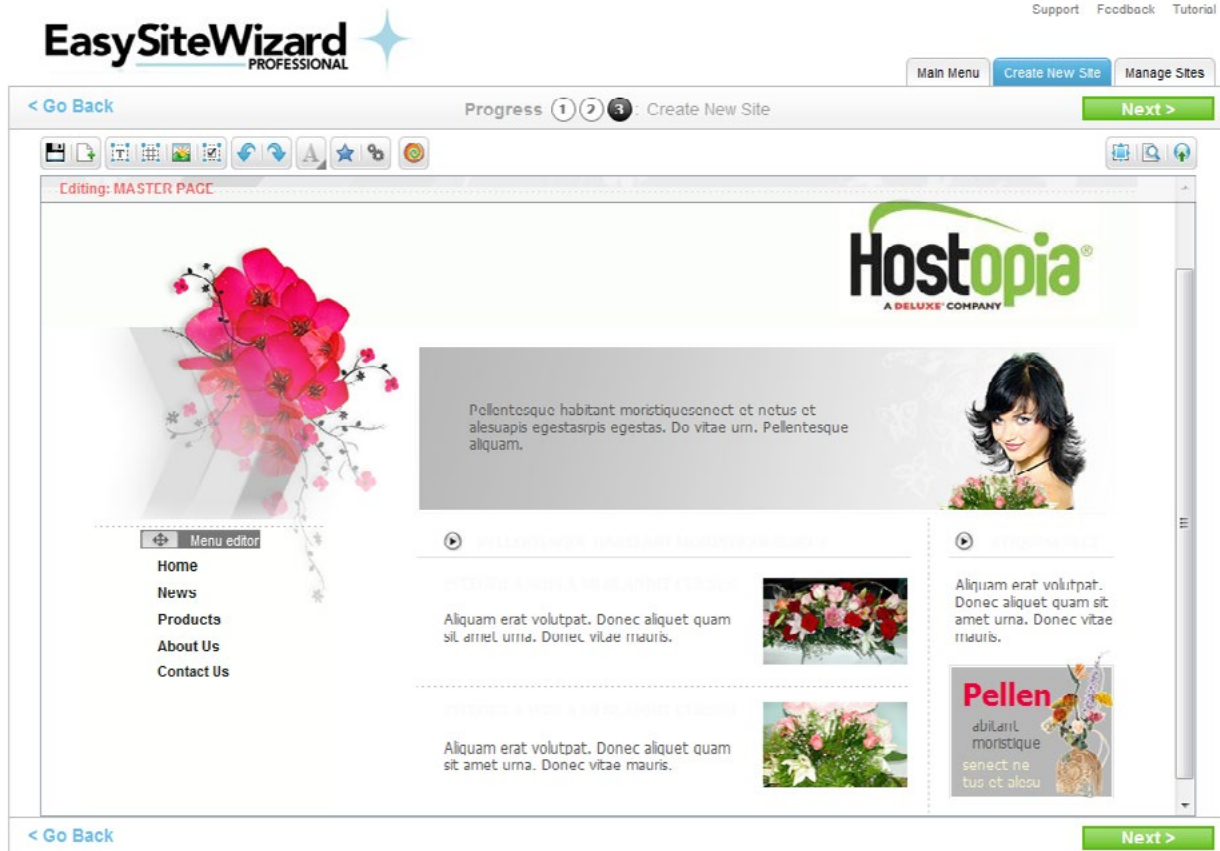 Support Feedback Tutorial
EasySiteWizard
PROFESSIONAL
Main Menu Create New Site Manage Sites
< Go Back Progress 1 2 3 : Create New Site Next >
T A
Editing: MASTER PAGE
Hostopia®
A DELUXE® COMPANY
Pellentesque habitant moristiquesenect et netus et
alesuapis egestasrpis egestas. Do vitae urn. Pellentesque
aliquam.
Menu editor
Home
News
Products
About Us
Contact Us
Aliquam erat volutpat. Donec aliquet quam
sit amet urna. Donec vitae mauris.
Aliquam erat volutpat. Donec aliquet quam
sit amet urna. Donec vitae mauris.
Aliquam erat volutpat.
Donec aliquet quam sit
amet urna. Donec vitae
mauris.
Pellen
abitant
moristique
senect ne
tus et alesu
< Go Back Next >